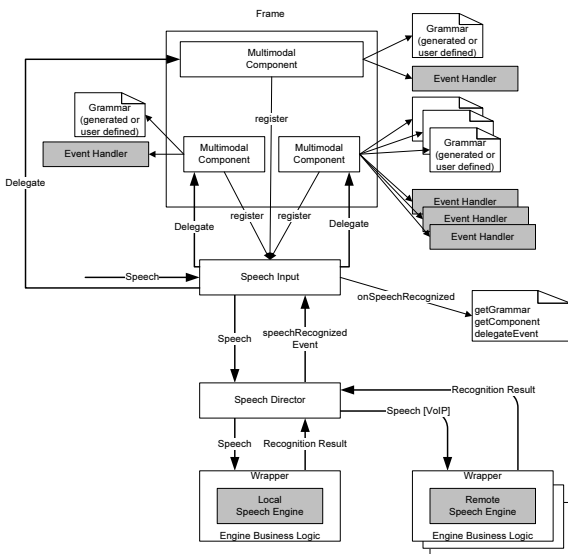 Frame
Multimodal
Component
Grammar
(generated or
user defined)
Event Handler
register
Grammar
(generated or
user defined)
Event Handler
Multimodal
Component
Multimodal
Component
Grammar
(generated or
user defined)
Event Handler
Event Handler
Event Handler
Delegate
Delegate
register
register
Delegate
Speech
Speech Input
onSpeechRecognized
getGrammar
getComponent
delegateEvent
Speech
speechRecognized
Event
Speech Director
Recognition Result
Speech [VoIP]
Speech
Recognition Result
Wrapper
Local
Speech Engine
Engine Business Logic
Wrapper
Remote
Speech Engine
Engine Business Logic